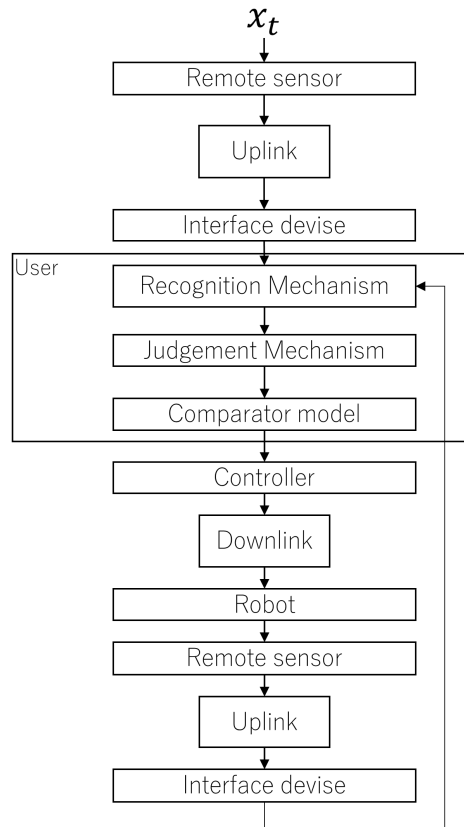 x_t
Remote sensor
Uplink
Interface devise
User
Recognition Mechanism
Judgement Mechanism
Comparator model
Controller
Downlink
Robot
Remote sensor
Uplink
Interface devise